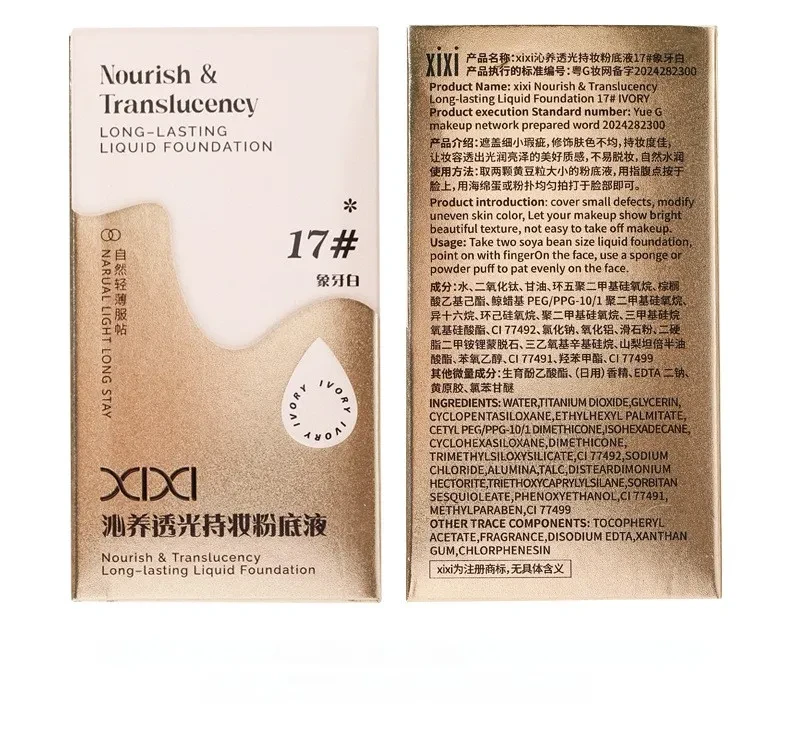 Nourish &
Translucency
LONG-LASTING
LIQUID FOUNDATION
*
17#
象牙白
自然轻薄服帖
NARUAL LIGHT LONG STAY
IVORY IVORY IVORY
XIXI
沁养透光持妆粉底液
Nourish & Translucency
Long-lasting Liquid Foundation
xixi
产品名称:xixi沁养透光持妆粉底液17#象牙白
产品执行的标准编号:粤G妆网备字2024282300
Product Name: xixi Nourish & Translucency
Long-lasting Liquid Foundation 17# IVORY
Product execution Standard number: Yue G
makeup network prepared word 2024282300
产品介绍:遮盖细小瑕疵,修饰肤色不均,持妆度佳,
让妆容透出光润亮泽的美好质感,不易脱妆,自然水润
使用方法:取两颗黄豆粒大小的粉底液,用指腹点按于
脸上,用海绵蛋或粉扑均匀拍打于脸部即可。
Product introduction: cover small defects, modify
uneven skin color, Let your makeup show bright
beautiful texture, not easy to take off makeup.
Usage: Take two soya bean size liquid foundation,
point on with fingerOn the face, use a sponge or
powder puff to pat evenly on the face.
成分:水、二氧化钛、甘油、环五聚二甲基硅氧烷、棕榈
酸乙基己酯、鲸蜡基 PEG/PPG-10/1 聚二甲基硅氧烷、
异十六烷、环己硅氧烷、聚二甲基硅氧烷、三甲基硅烷
氧基硅酸酯、CI 77492、氯化钠、氧化铝、滑石粉、二硬
脂二甲铵锂蒙脱石、三乙氧基辛基硅烷、山梨坦倍半油
酸酯、苯氧乙醇、CI 77491、羟苯甲酯、CI 77499
其他微量成分:生育酚乙酸酯、(日用)香精、EDTA 二钠、
黄原胶、氯苯甘醚
INGREDIENTS: WATER,TITANIUM DIOXIDE,GLYCERIN,
CYCLOPENTASILOXANE,ETHYLHEXYL PALMITATE,
CETYL PEG/PPG-10/1 DIMETHICONE,ISOHEXADECANE,
CYCLOHEXASILOXANE,DIMETHICONE,
TRIMETHYLSILOXYSILICATE,CI 77492,SODIUM
CHLORIDE,ALUMINA,TALC,DISTEARDIMONIUM
HECTORITE,TRIETHOXYCAPRYLYLSILANE,SORBITAN
SESQUIOLEATE,PHENOXYETHANOL,CI 77491,
METHYLPARABEN,CI 77499
OTHER TRACE COMPONENTS: TOCOPHERYL
ACETATE,FRAGRANCE,DISODIUM EDTA,XANTHAN
GUM,CHLORPHENESIN
xixi为注册商标,无具体含义